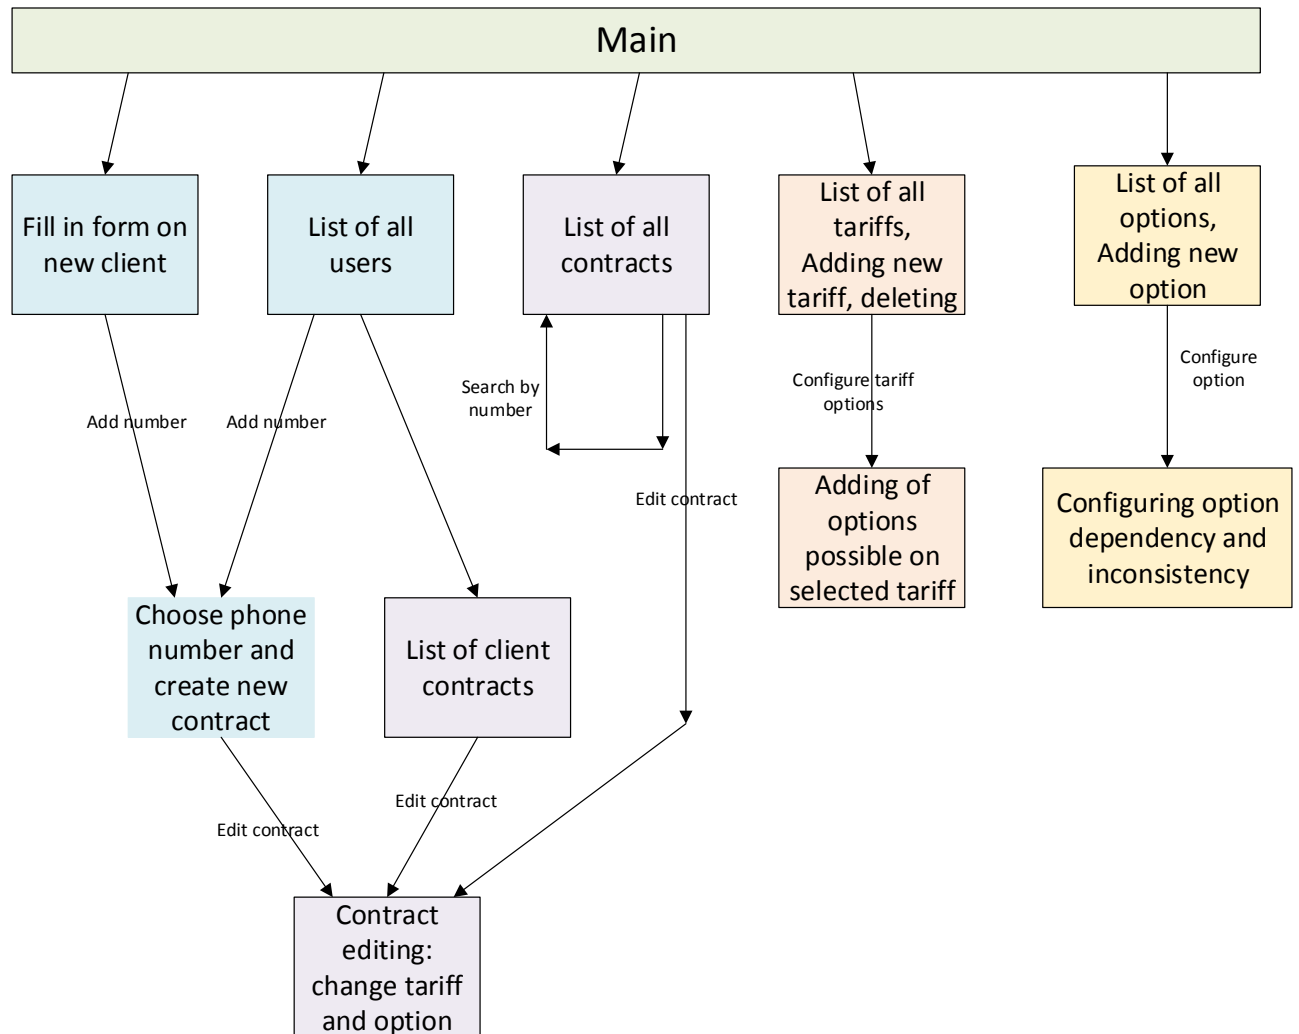 Main
Fill in form on
new client
List of all
users
List of all
contracts
List of all
tariffs,
Adding new
tariff, deleting
List of all
options,
Adding new
option
Search by
number
Configure tariff
options
Configure
option
Add number
Add number
Edit contract
Adding of
options
possible on
selected tariff
Configuring option
dependency and
inconsistency
Choose phone
number and
create new
contract
List of client
contracts
Edit contract
Edit contract
Contract
editing:
change tariff
and option